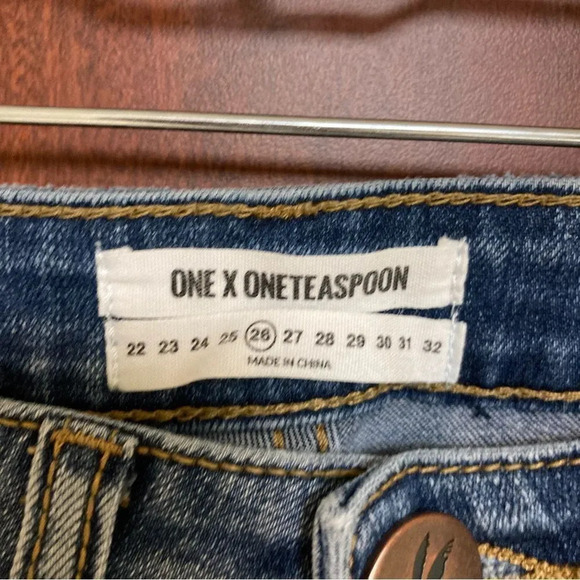 ONE X ONETEASPOON
22 23 24 25 26 27 28 29 30 31 32
MADE IN CHINA